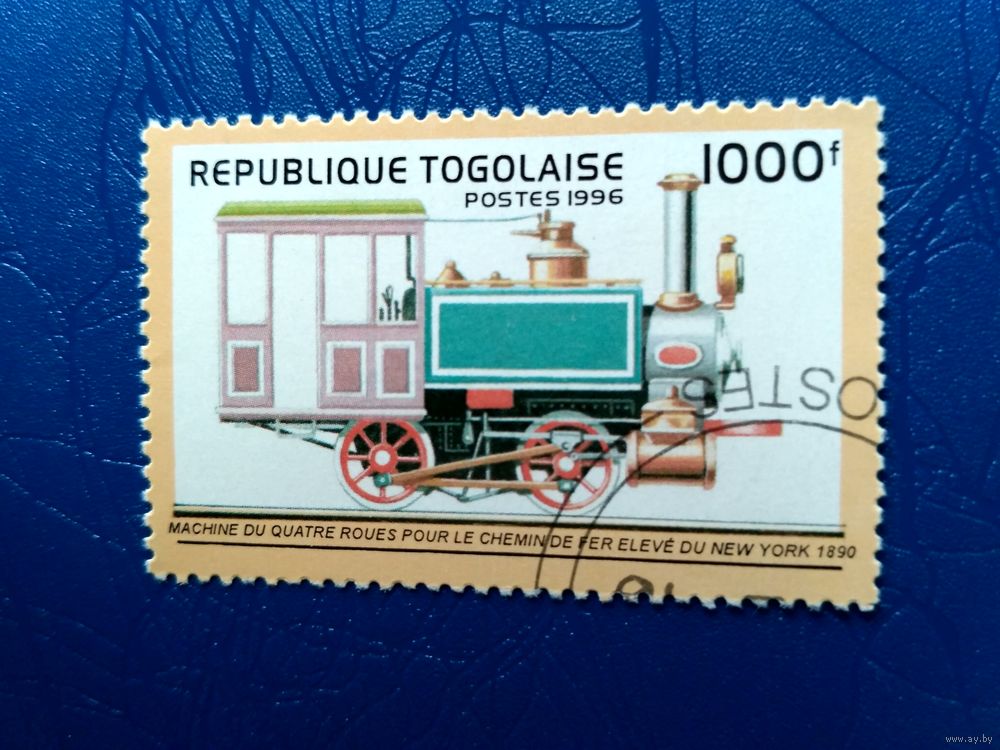 REPUBLIQUE TOGOLAISE
1000f
POSTES 1996
OSTES
MACHINE DU QUATRE ROUES POUR LE CHEMIN DE FER ELEVÉ DU NEW YORK 1890
www.ay.by